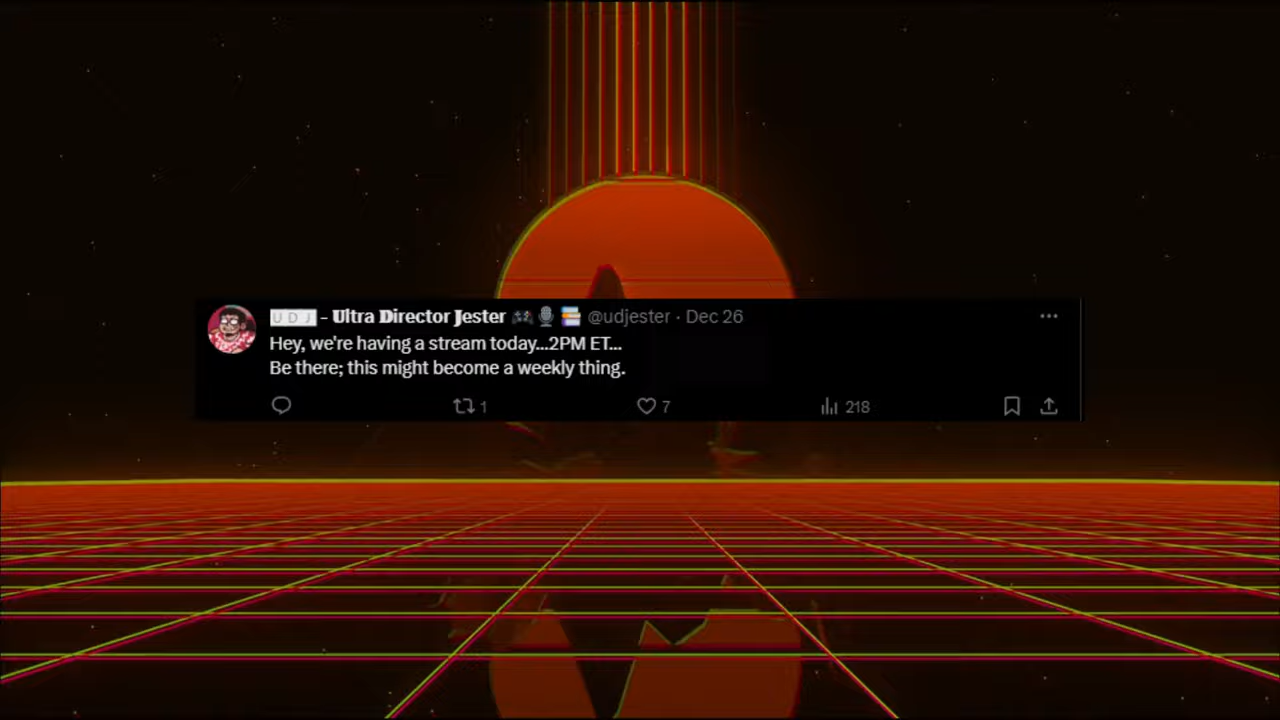 UDJ - Ultra Director Jester 🎮🎙📚 @udjester · Dec 26
Hey, we're having a stream today...2PM ET...
Be there; this might become a weekly thing.
1 7 218